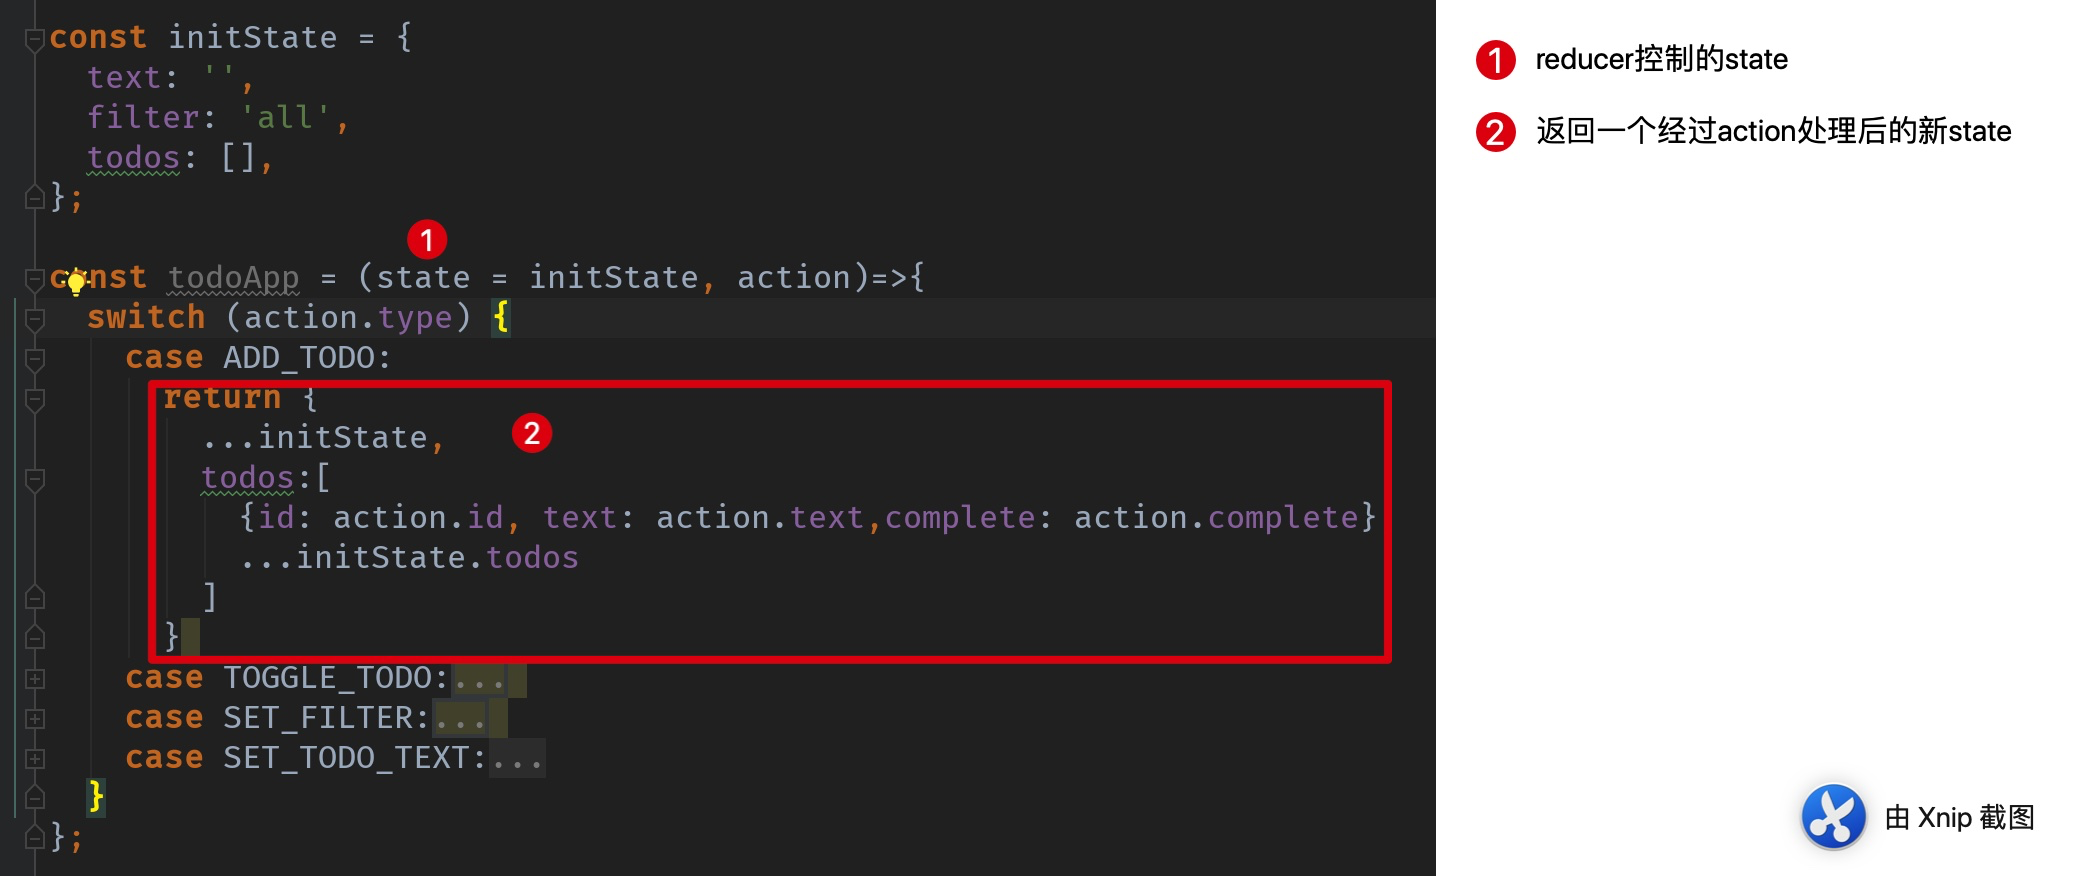 const initState = {
text: '',
filter: 'all',
todos: [],
};
1
const todoApp = (state = initState, action)=>{
switch (action.type) {
case ADD_TODO:
return {
...initState,
2
todos:[
{id: action.id, text: action.text,complete: action.complete}
...initState.todos
]
}
case TOGGLE_TODO:...
case SET_FILTER:...
case SET_TODO_TEXT:...
}
};
1 reducer控制的state
2 返回一个经过action处理后的新state
由 Xnip 截图